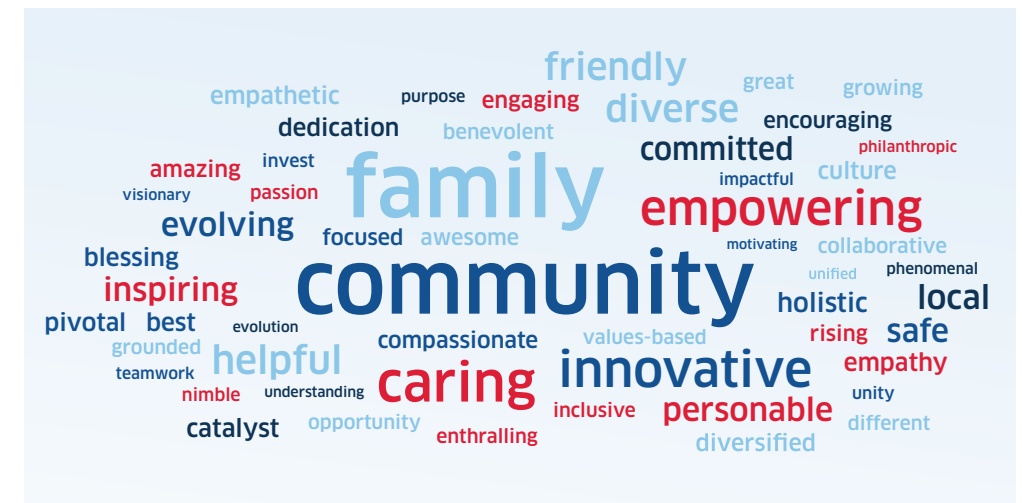 friendly
great
growing
empathetic
purpose
engaging
diverse
encouraging
dedication
benevolent
committed
philanthropic
amazing
invest
family
impactful
culture
visionary
passion
empowering
evolving
focused
awesome
motivating
collaborative
blessing
community
unified
phenomenal
inspiring
holistic
local
pivotal
best
evolution
compassionate
values-based
rising
safe
grounded
helpful
innovative
empathy
teamwork
nimble
understanding
caring
inclusive
personable
unity
catalyst
opportunity
enthralling
diversified
different